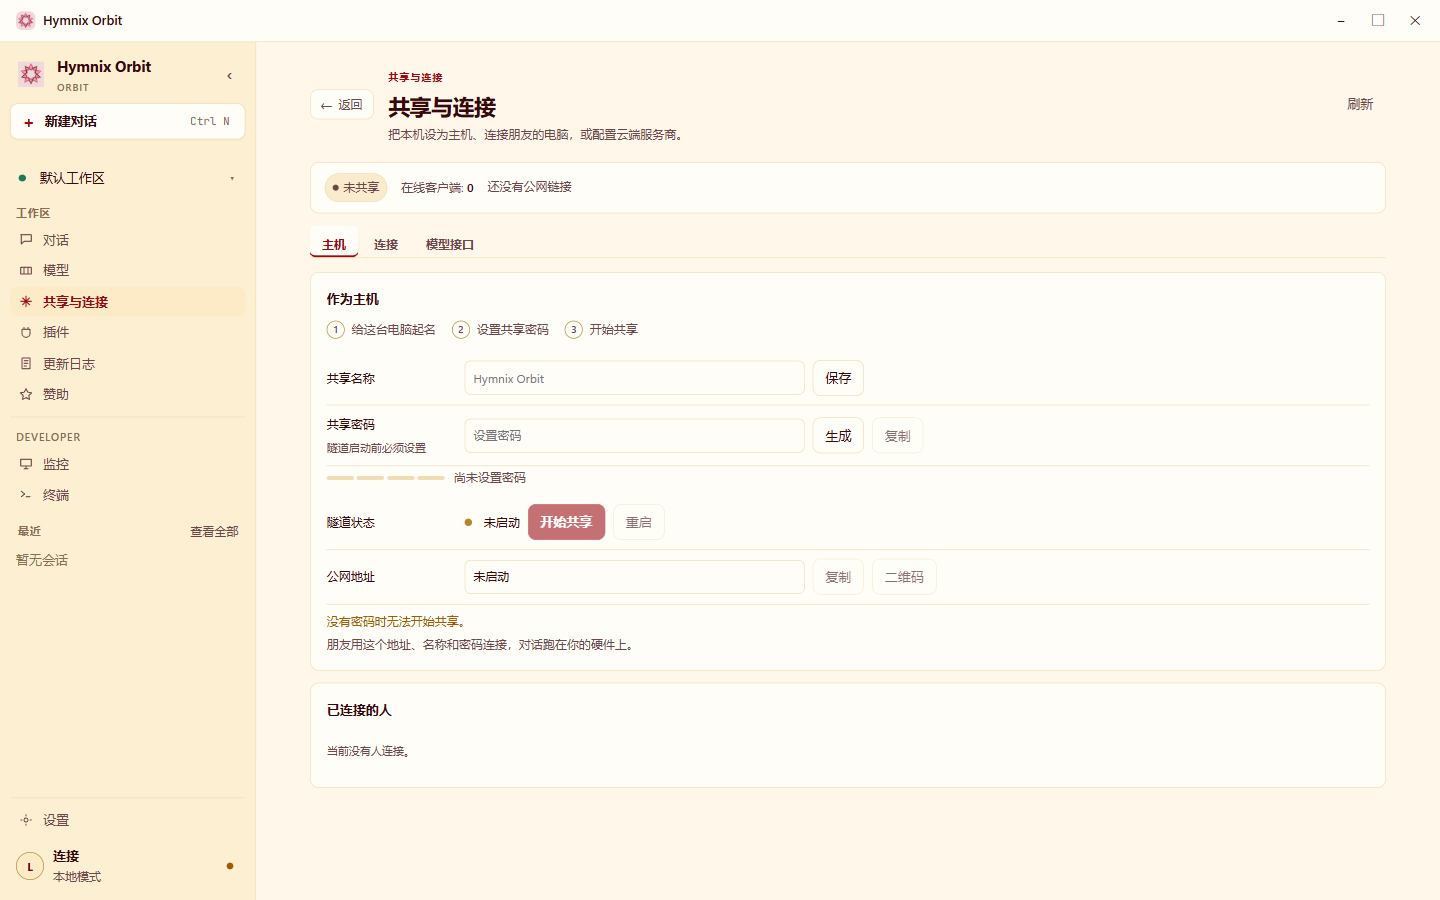 Hymnix Orbit
Hymnix Orbit
ORBIT
新建对话 Ctrl N
默认工作区
工作区
对话
模型
共享与连接
插件
更新日志
赞助
DEVELOPER
监控
终端
最近 查看全部
暂无会话
设置
L 连接
本地模式
共享与连接
← 返回 共享与连接 刷新
把本机设为主机、连接朋友的电脑，或配置云端服务商。
未共享 在线客户端: 0 还没有公网链接
主机 连接 模型接口
作为主机
1 给这台电脑起名 2 设置共享密码 3 开始共享
共享名称 Hymnix Orbit 保存
共享密码 设置密码 生成 复制
隧道启动前必须设置
尚未设置密码
隧道状态 未启动 开始共享 重启
公网地址 未启动 复制 二维码
没有密码时无法开始共享。
朋友用这个地址、名称和密码连接，对话跑在你的硬件上。
已连接的人
当前没有人连接。